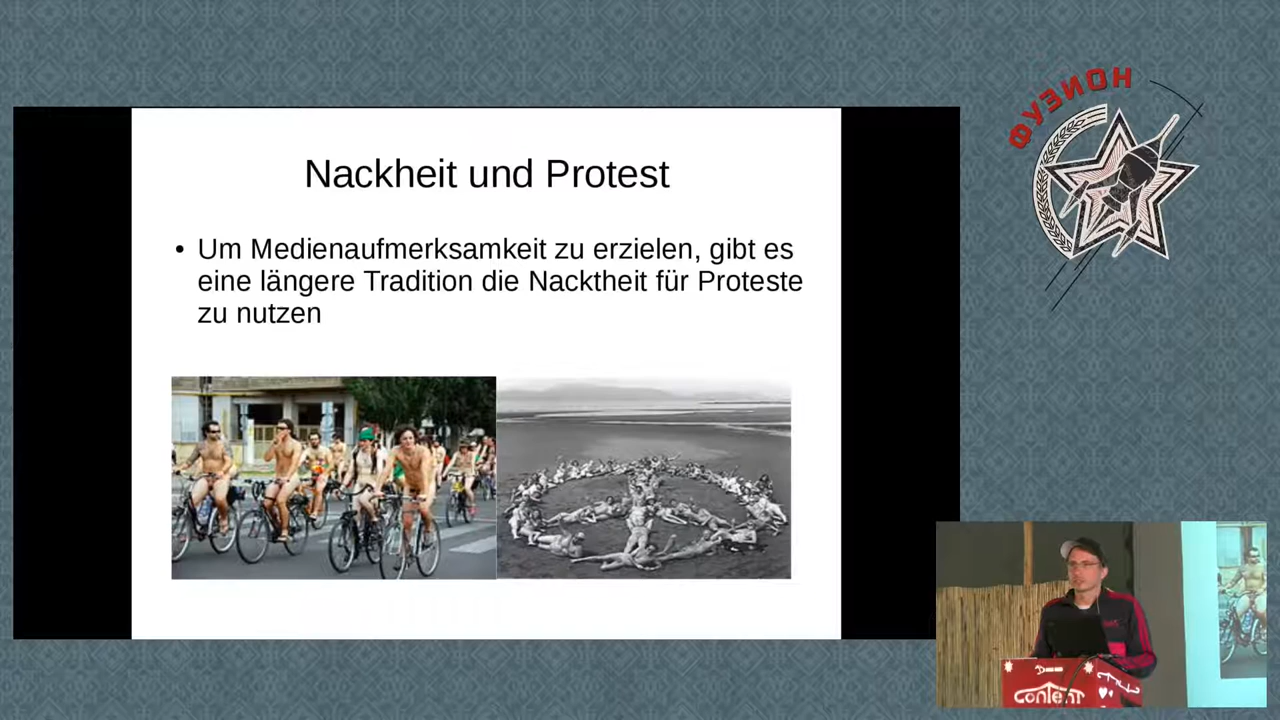 ФУЗИОН
Nackheit und Protest
• Um Medienaufmerksamkeit zu erzielen, gibt es
eine längere Tradition die Nacktheit für Proteste
zu nutzen
content